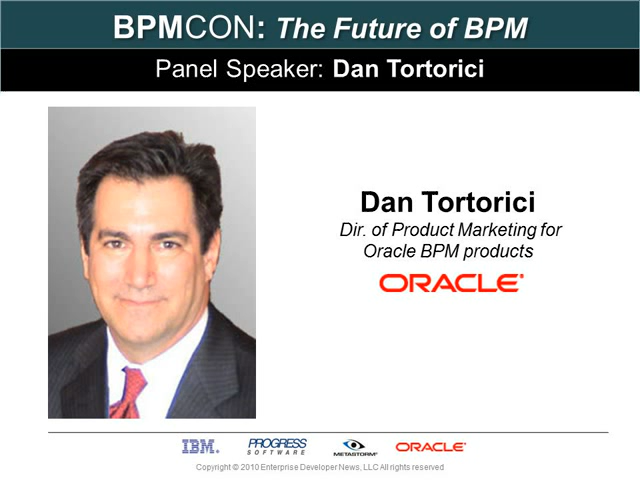 BPMCON: The Future of BPM
Panel Speaker: Dan Tortorici
Dan Tortorici
Dir. of Product Marketing for
Oracle BPM products
ORACLE®
IBM. PROGRESS SOFTWARE METASTORM® ORACLE®
Copyright © 2010 Enterprise Developer News, LLC All rights reserved